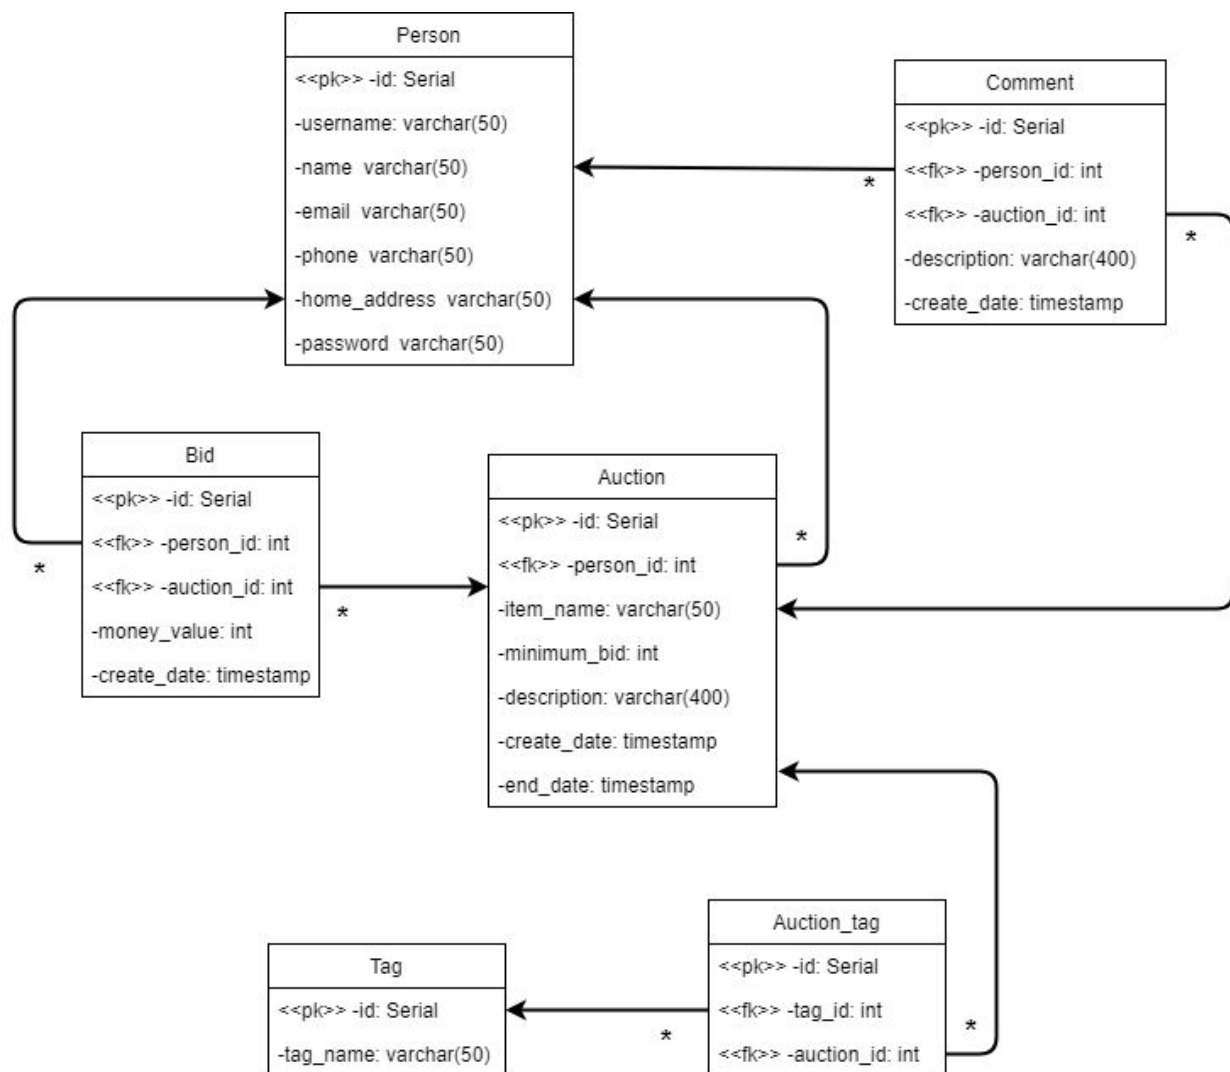 Person
<<pk>> -id: Serial
-username: varchar(50)
-name varchar(50)
-email varchar(50)
-phone varchar(50)
-home_address varchar(50)
-password varchar(50)
Comment
<<pk>> -id: Serial
<<fk>> -person_id: int
<<fk>> -auction_id: int
-description: varchar(400)
-create_date: timestamp
*
*
Bid
<<pk>> -id: Serial
<<fk>> -person_id: int
<<fk>> -auction_id: int
-money_value: int
-create_date: timestamp
*
*
Auction
<<pk>> -id: Serial
<<fk>> -person_id: int
-item_name: varchar(50)
-minimum_bid: int
-description: varchar(400)
-create_date: timestamp
-end_date: timestamp
*
Tag
<<pk>> -id: Serial
-tag_name: varchar(50)
Auction_tag
<<pk>> -id: Serial
<<fk>> -tag_id: int
<<fk>> -auction_id: int
*
*